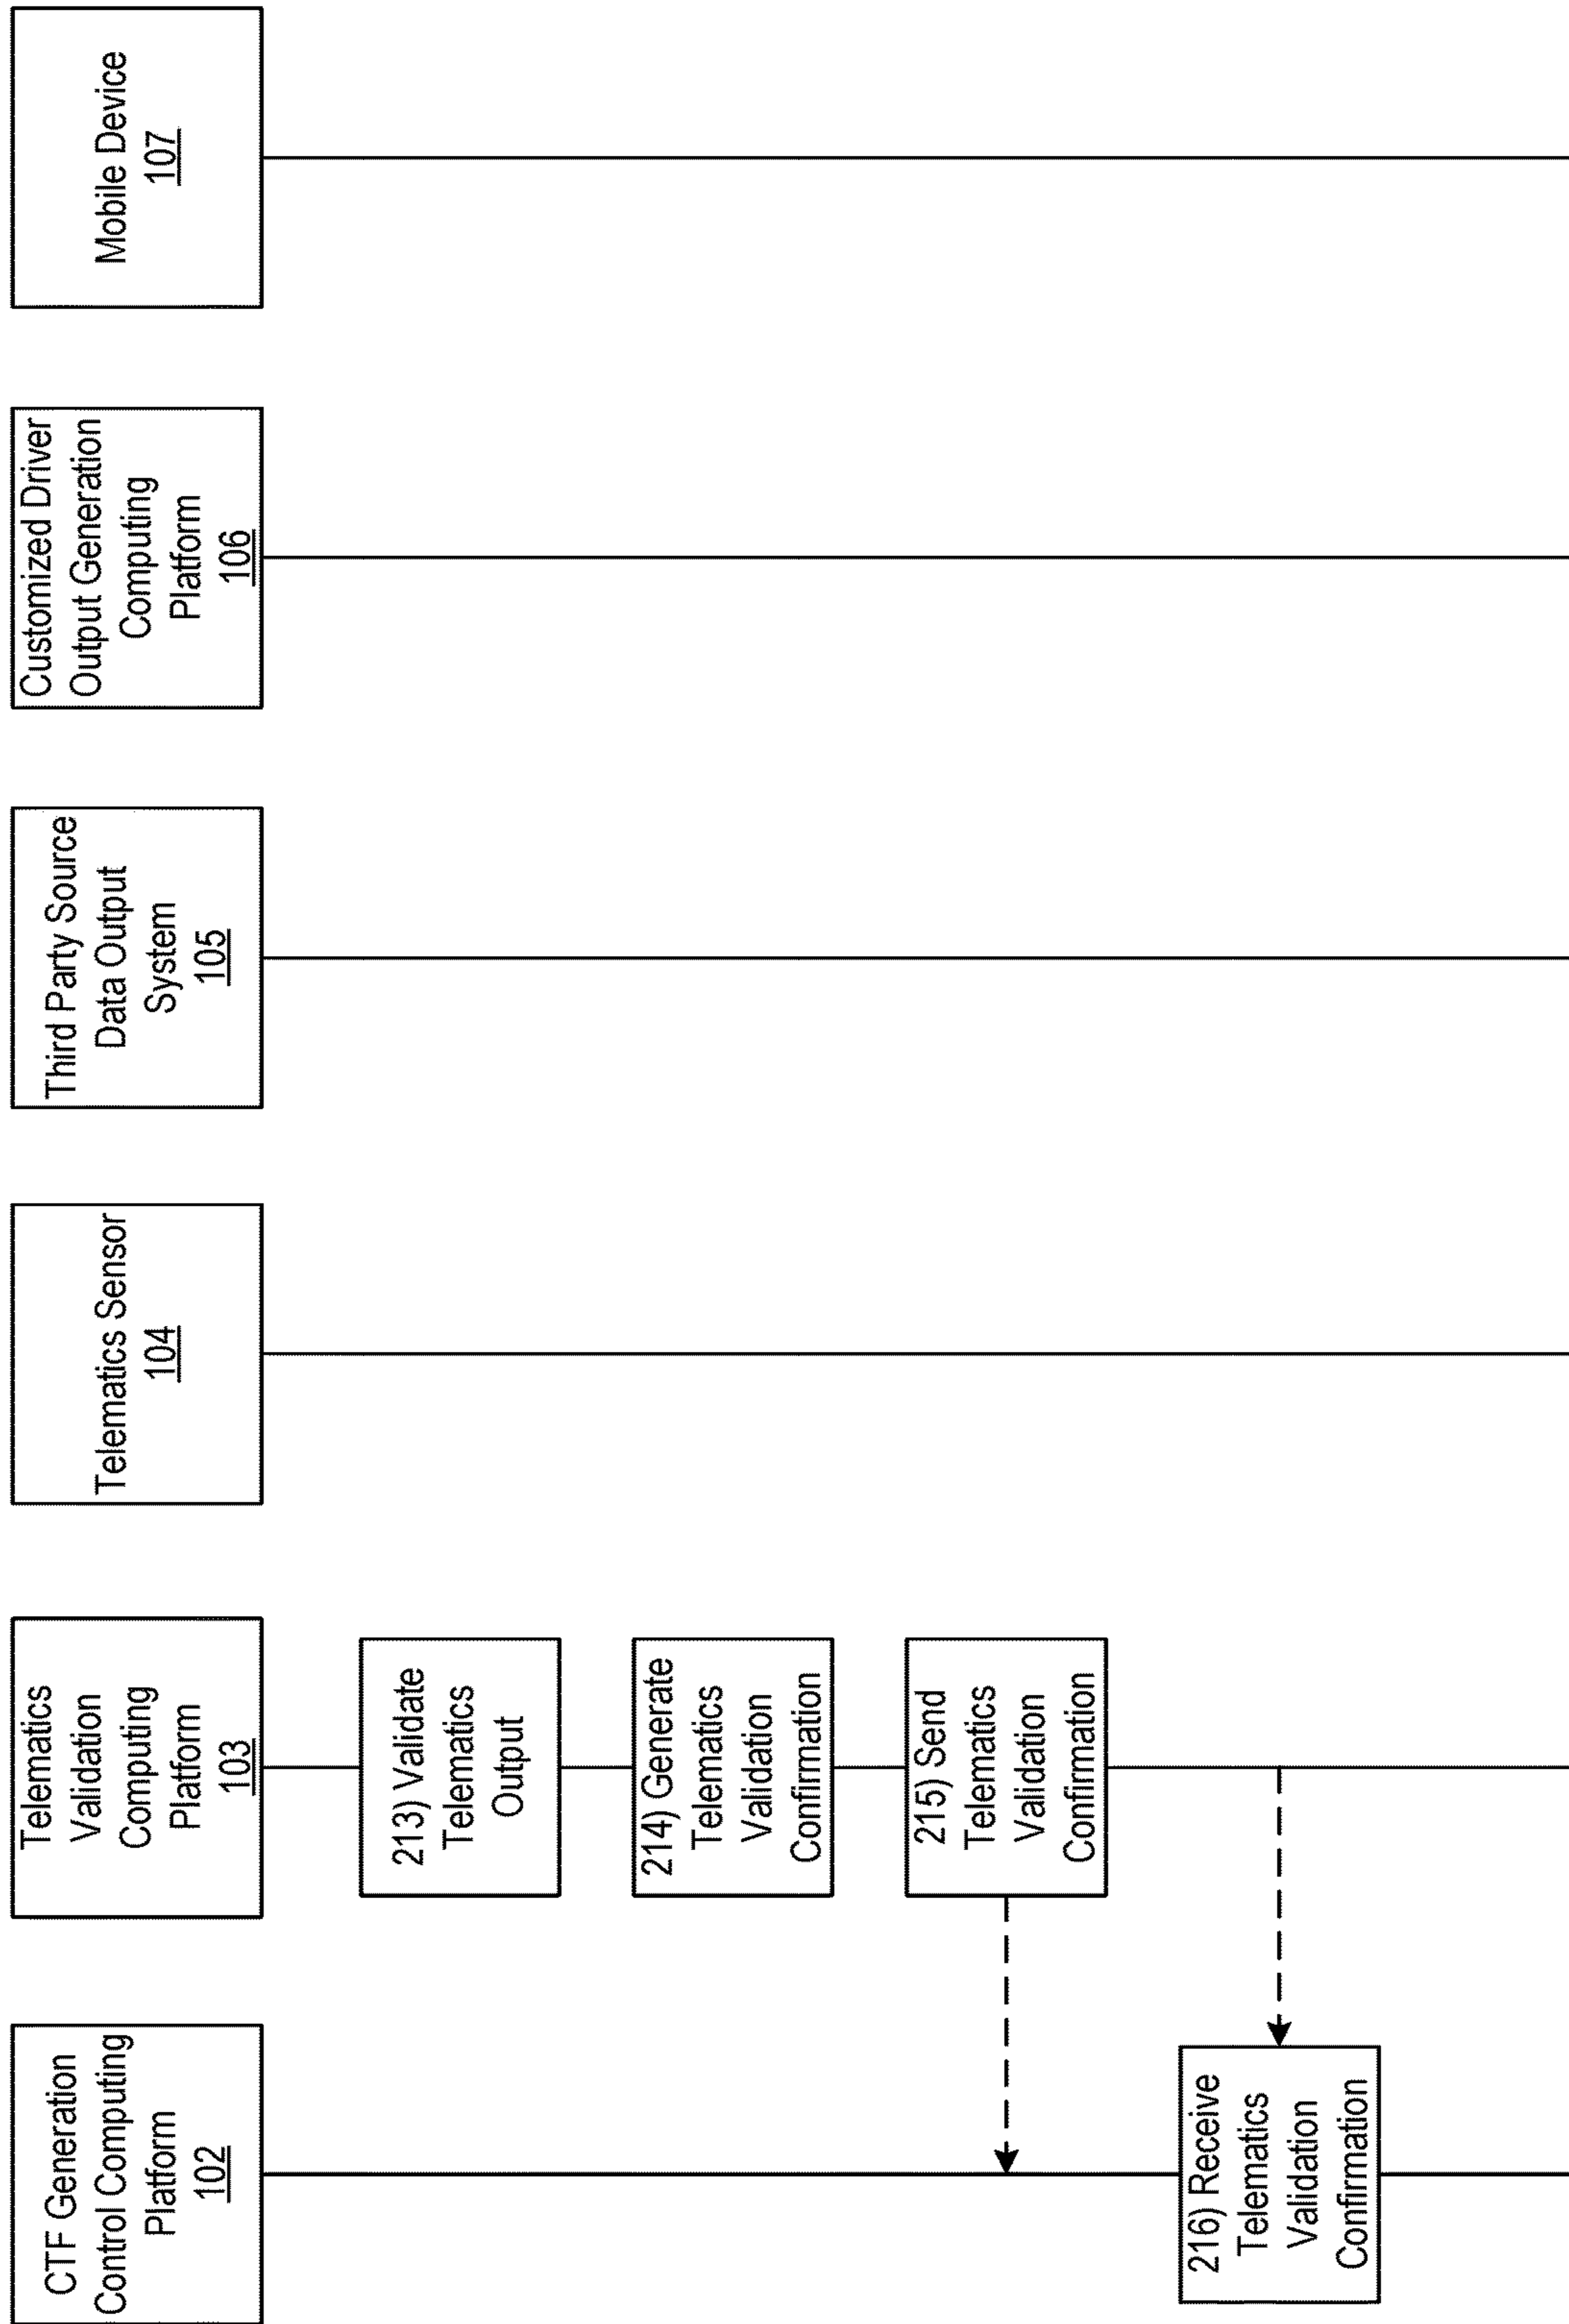 CTF Generation
Control Computing
Platform
102
Telematics
Validation
Computing
Platform
103
Telematics Sensor
104
Third Party Source
Data Output
System
105
Customized Driver
Output Generation
Computing
Platform
106
Mobile Device
107
213) Validate
Telematics
Output
214) Generate
Telematics
Validation
Confirmation
215) Send
Telematics
Validation
Confirmation
216) Receive
Telematics
Validation
Confirmation